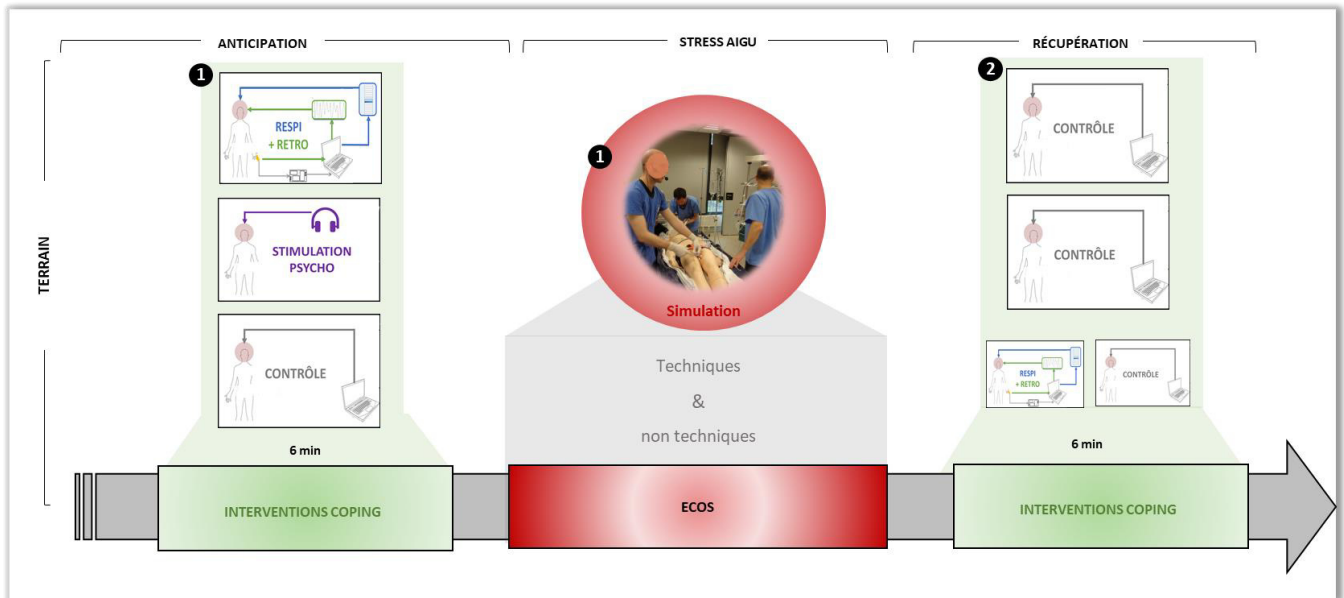 ANTICIPATION
STRESS AIGU
RÉCUPÉRATION
TERRAIN
1
RESPI
+ RETRO
STIMULATION
PSYCHO
CONTRÔLE
6 min
INTERVENTIONS COPING
1
Simulation
Techniques
&
non techniques
ECOS
2
CONTRÔLE
CONTRÔLE
RESPI
+ RETRO
CONTRÔLE
6 min
INTERVENTIONS COPING